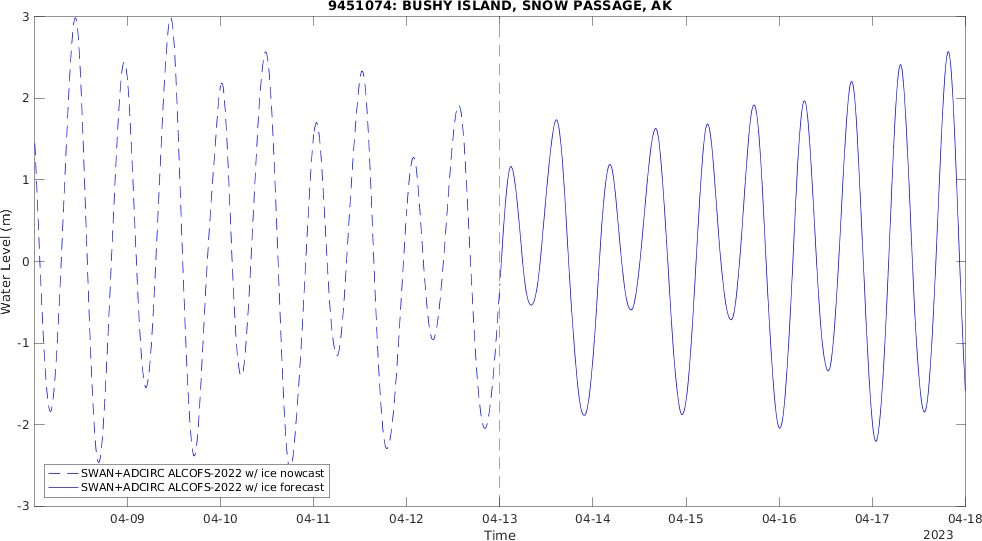 9451074: BUSHY ISLAND, SNOW PASSAGE, AK
3
2
1
0
-1
-2
-3
Water Level (m)
SWAN+ADCIRC ALCOFS-2022 w/ ice nowcast
SWAN+ADCIRC ALCOFS-2022 w/ ice forecast
04-09 04-10 04-11 04-12 04-13 04-14 04-15 04-16 04-17 04-18
Time
2023